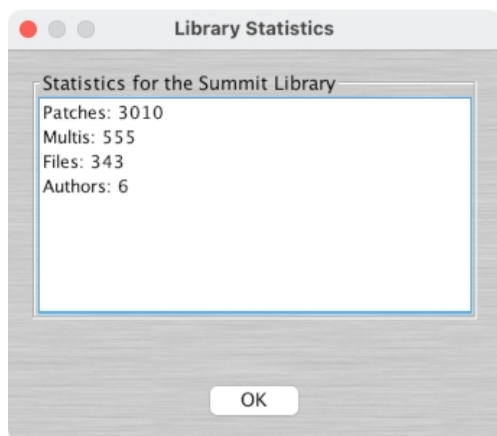 Library Statistics
Statistics for the Summit Library
Patches: 3010
Multis: 555
Files: 343
Authors: 6
OK